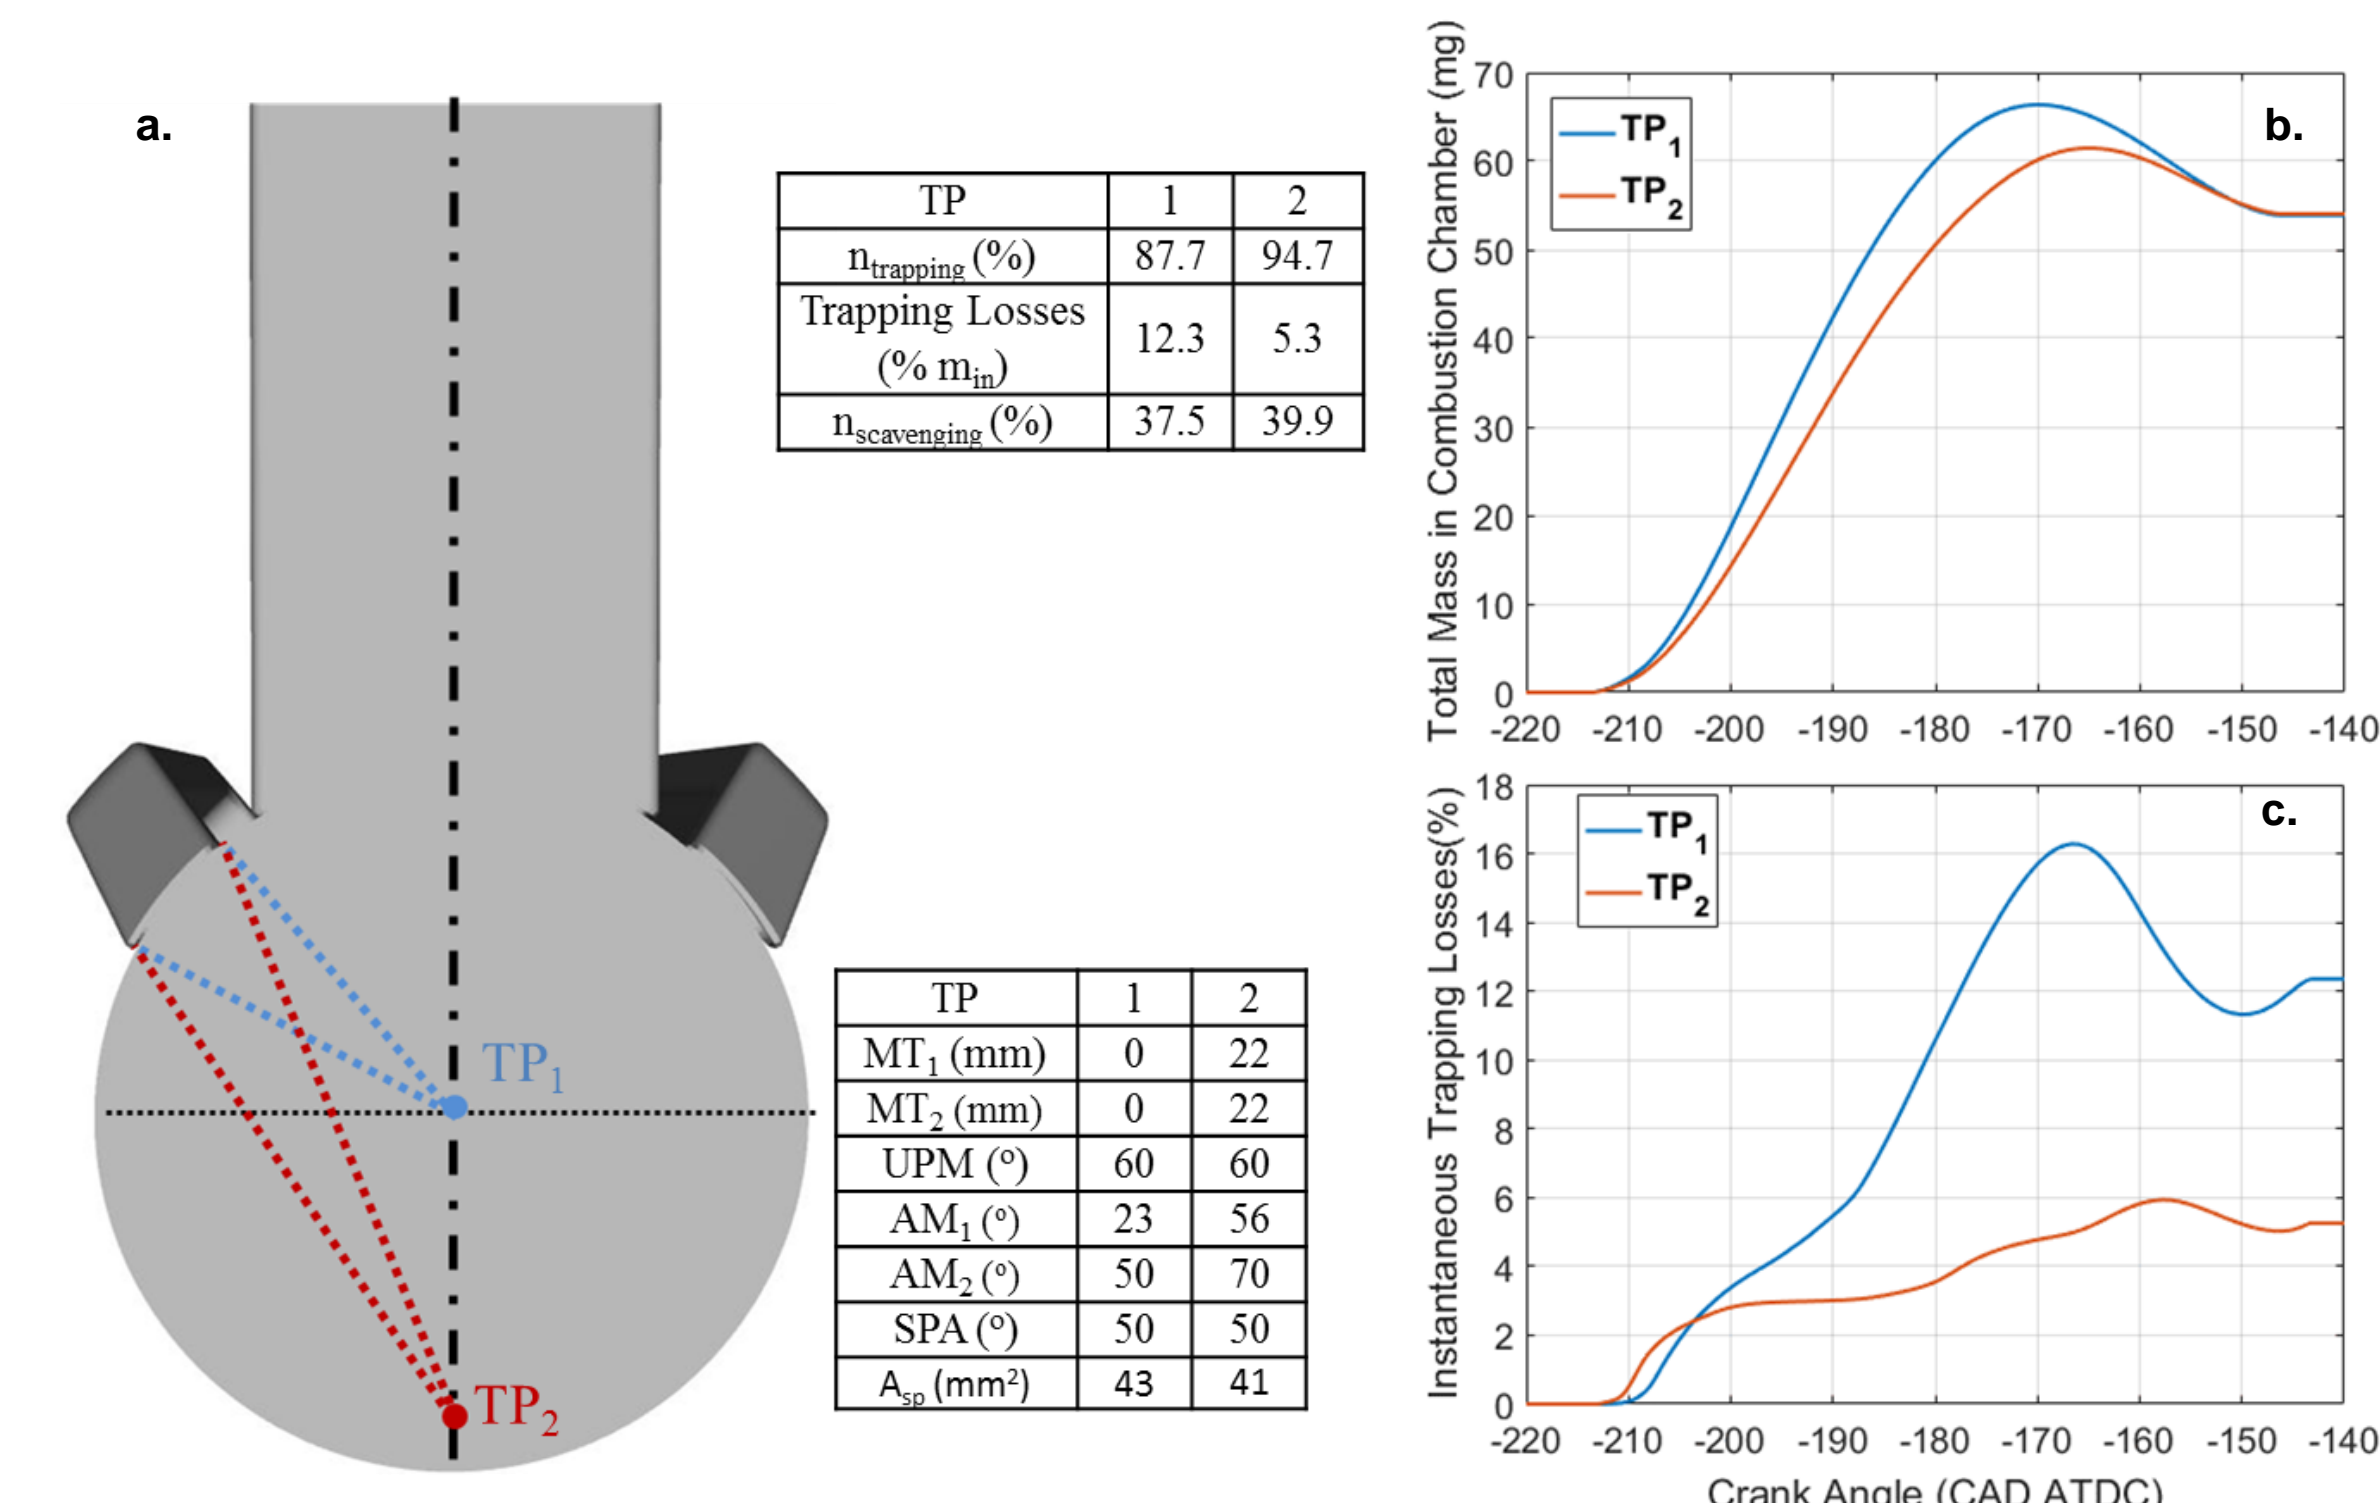 a.
TP 1 2
n_trapping (%) 87.7 94.7
Trapping Losses
(% m_in) 12.3 5.3
n_scavenging (%) 37.5 39.9
TP₁
TP₂
TP 1 2
MT₁ (mm) 0 22
MT₂ (mm) 0 22
UPM (º) 60 60
AM₁ (º) 23 56
AM₂ (º) 50 70
SPA (º) 50 50
A_sp (mm²) 43 41
Total Mass in Combustion Chamber (mg)
70
60
50
40
30
20
10
0
TP₁
TP₂
b.
-220 -210 -200 -190 -180 -170 -160 -150 -140
Instantaneous Trapping Losses(%)
18
16
14
12
10
8
6
4
2
0
TP₁
TP₂
c.
-220 -210 -200 -190 -180 -170 -160 -150 -140
Crank Angle (CAD ATDC)